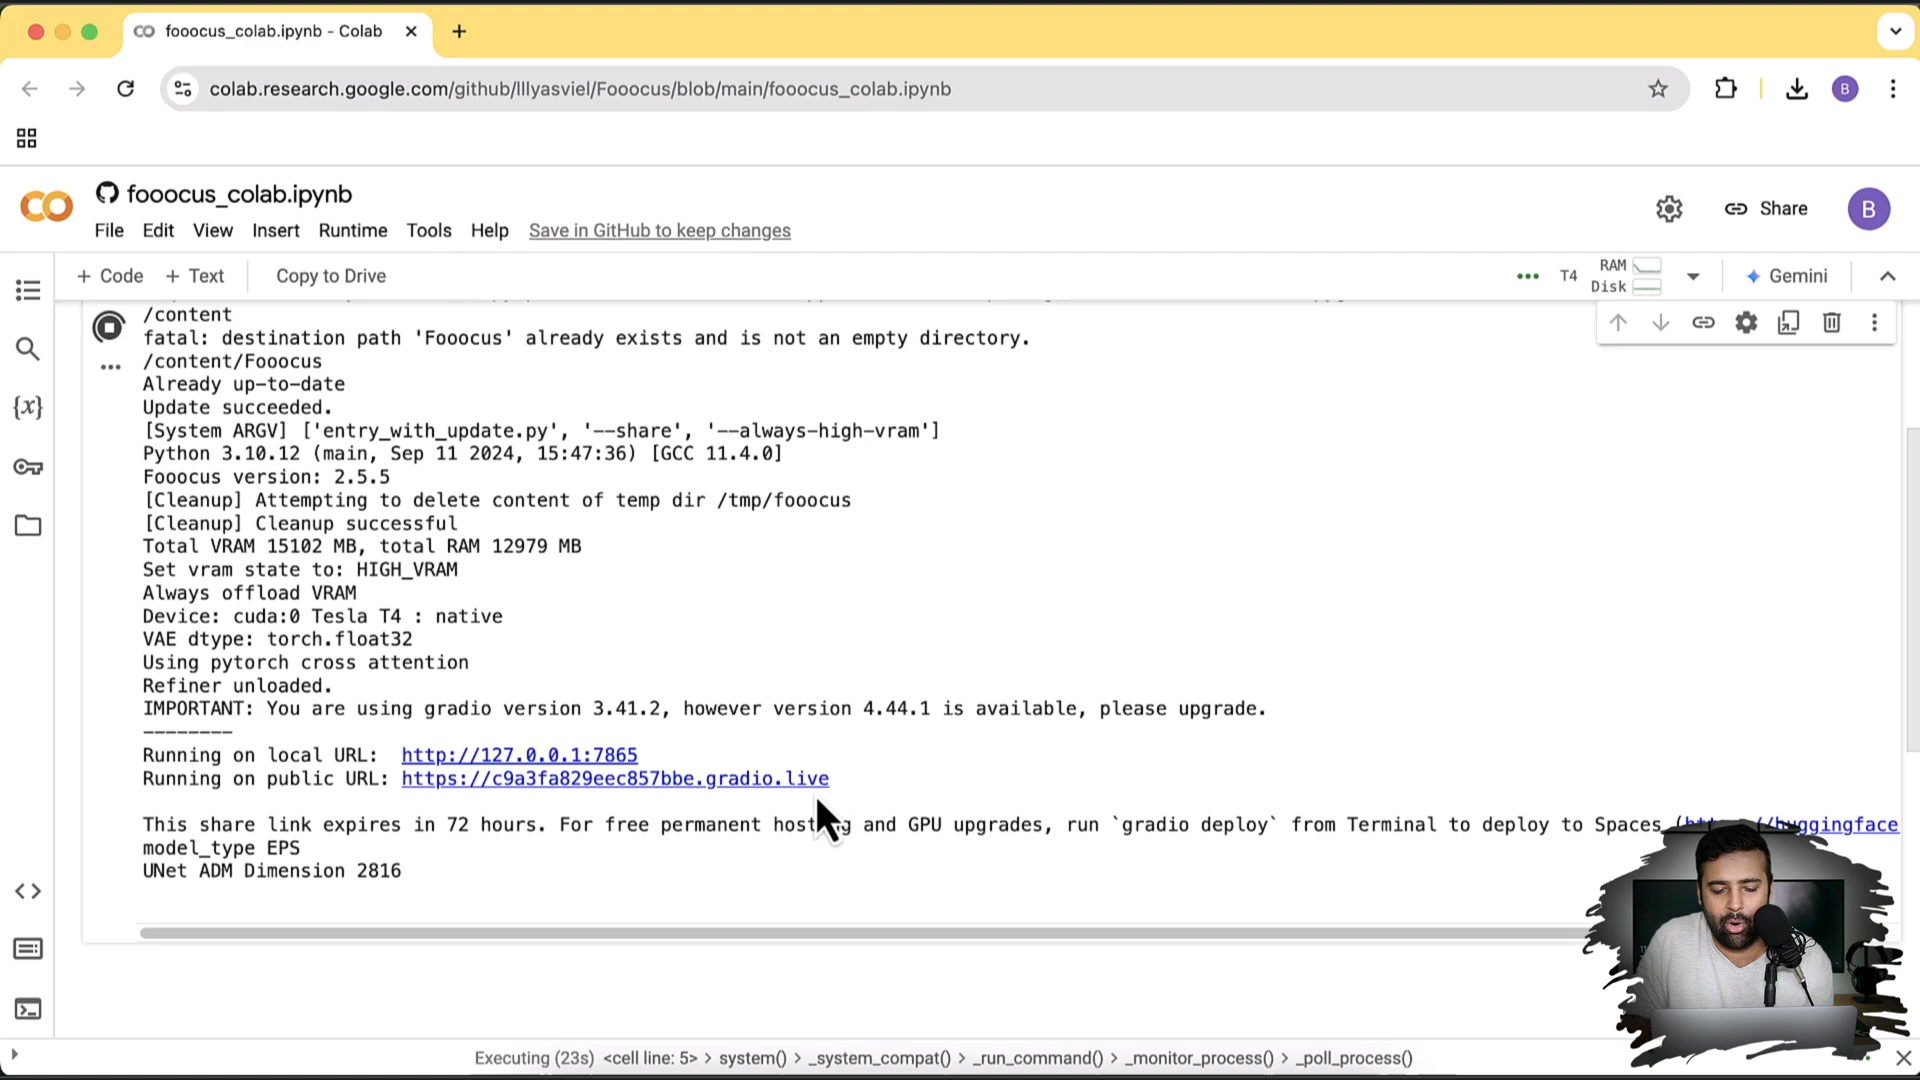 fooocus_colab.ipynb - Colab
colab.research.google.com/github/lllyasviel/Fooocus/blob/main/fooocus_colab.ipynb
B
fooocus_colab.ipynb
Share
B
File Edit View Insert Runtime Tools Help Save in GitHub to keep changes
+ Code + Text Copy to Drive
T4 RAM Disk Gemini
/content
fatal: destination path 'Fooocus' already exists and is not an empty directory.
/content/Fooocus
Already up-to-date
Update succeeded.
[System ARGV] ['entry_with_update.py', '--share', '--always-high-vram']
Python 3.10.12 (main, Sep 11 2024, 15:47:36) [GCC 11.4.0]
Fooocus version: 2.5.5
[Cleanup] Attempting to delete content of temp dir /tmp/fooocus
[Cleanup] Cleanup successful
Total VRAM 15102 MB, total RAM 12979 MB
Set vram state to: HIGH_VRAM
Always offload VRAM
Device: cuda:0 Tesla T4 : native
VAE dtype: torch.float32
Using pytorch cross attention
Refiner unloaded.
IMPORTANT: You are using gradio version 3.41.2, however version 4.44.1 is available, please upgrade.
--------
Running on local URL: http://127.0.0.1:7865
Running on public URL: https://c9a3fa829eec857bbe.gradio.live
This share link expires in 72 hours. For free permanent hosting and GPU upgrades, run `gradio deploy` from Terminal to deploy to Spaces (https://huggingface
model_type EPS
UNet ADM Dimension 2816
Executing (23s) <cell line: 5> > system() > _system_compat() > _run_command() > _monitor_process() > _poll_process()